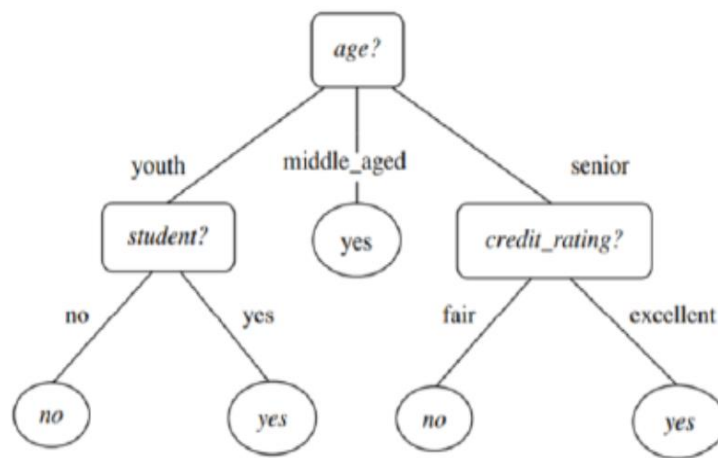 age?
youth
middle_aged
senior
student?
yes
credit_rating?
no
yes
fair
excellent
no
yes
no
yes